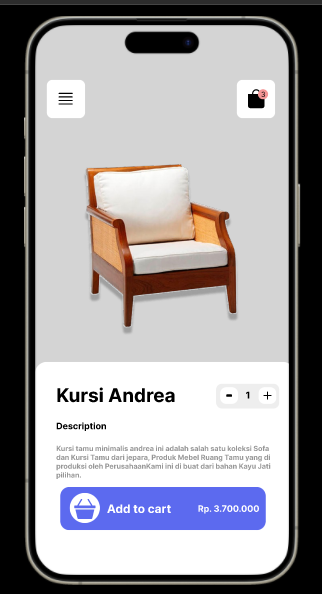 3
Kursi Andrea
- 1 +
Description
Kursi tamu minimalis andrea ini adalah salah satu koleksi Sofa
dan Kursi Tamu dari jepara, Produk Mebel Ruang Tamu yang di
produksi oleh PerusahaanKami ini di buat dari bahan Kayu Jati
pilihan.
Add to cart Rp. 3.700.000